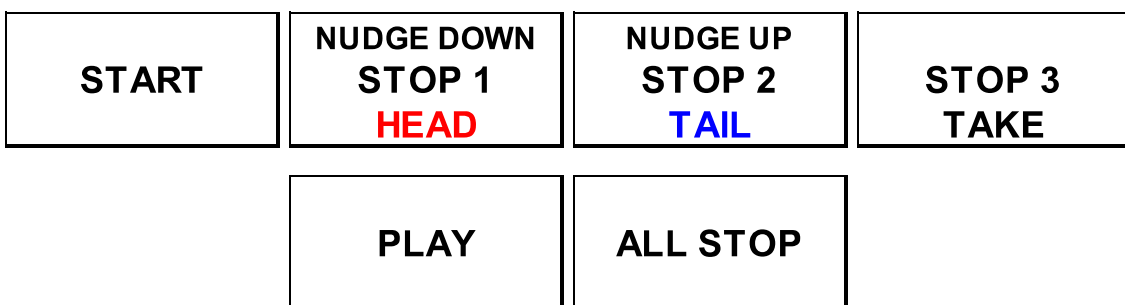 START
NUDGE DOWN
STOP 1
HEAD
NUDGE UP
STOP 2
TAIL
STOP 3
TAKE
PLAY
ALL STOP